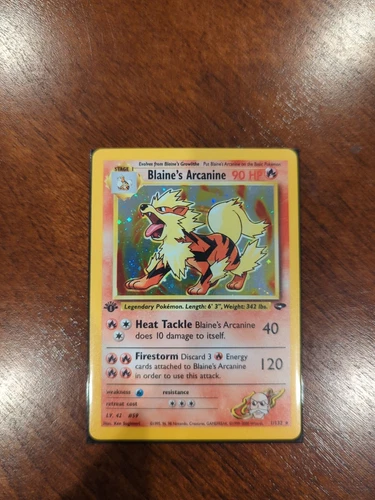 STAGE 1
Evolves from Blaine's Growlithe Put Blaine's Arcanine on the Basic Pokémon
Blaine's Arcanine 90 HP
Legendary Pokémon. Length: 6' 3", Weight: 342 lbs.
Heat Tackle Blaine's Arcanine 40
does 10 damage to itself.
Firestorm Discard 3 Energy
cards attached to Blaine's Arcanine 120
in order to use this attack.
weakness resistance
retreat cost
LV. 42 #59
Illus. Ken Sugimori 1/132